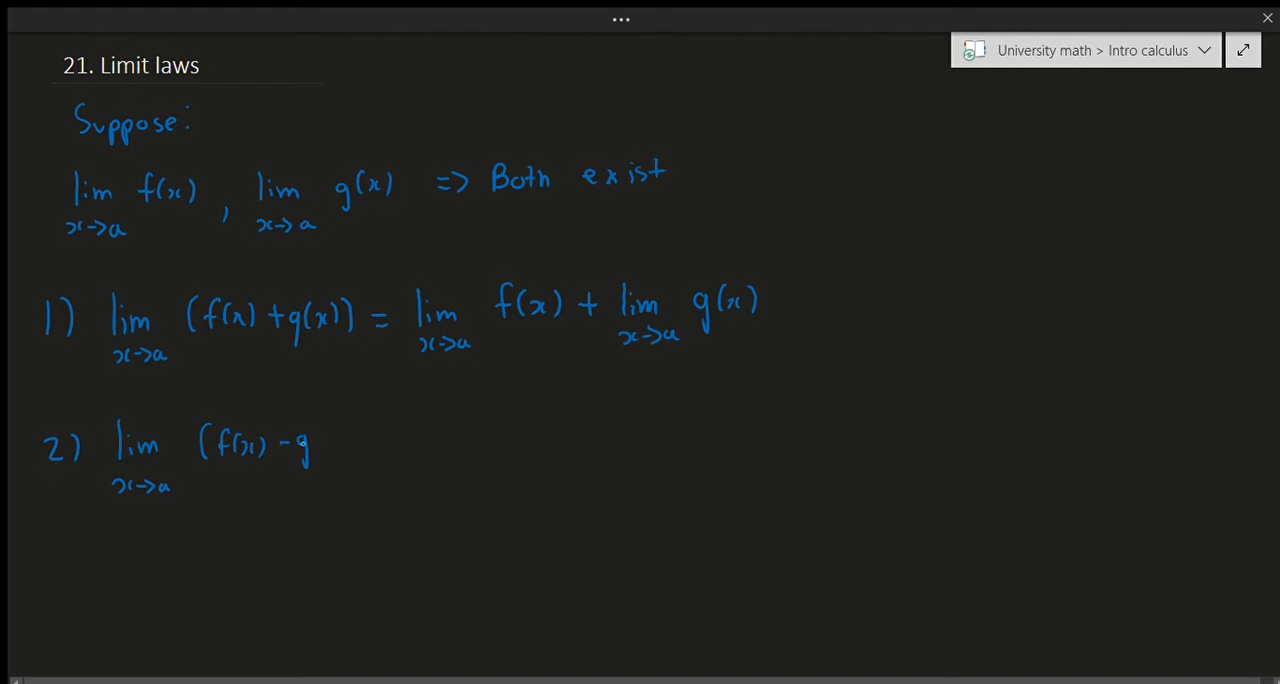 ...
University math > Intro calculus
21. Limit laws
Suppose:
lim f(x) , lim g(x) => Both exist
x->a x->a
1) lim (f(x) +g(x)) = lim f(x) + lim g(x)
x->a x->a x->a
2) lim (f(x) -g
x->a